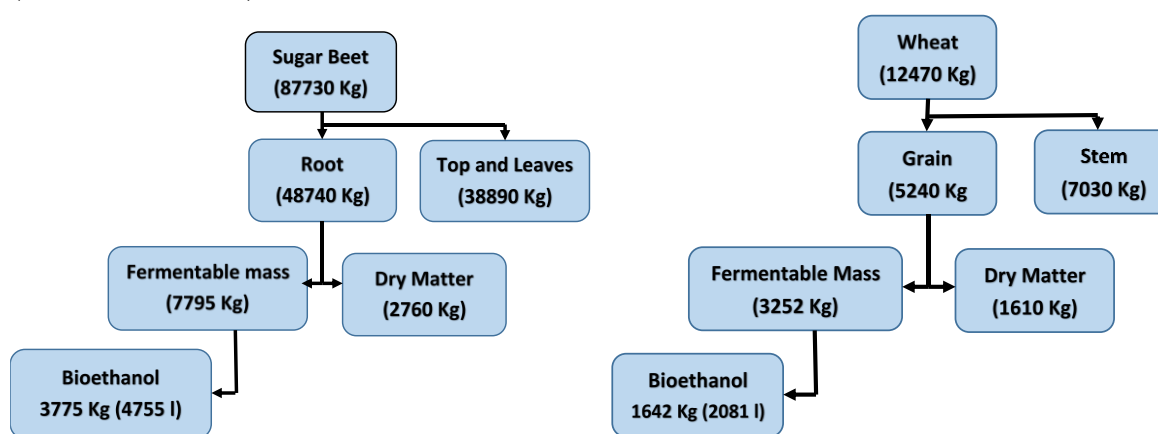 Sugar Beet
(87730 Kg)
Root
(48740 Kg)
Top and Leaves
(38890 Kg)
Fermentable mass
(7795 Kg)
Dry Matter
(2760 Kg)
Bioethanol
3775 Kg (4755 l)
Wheat
(12470 Kg)
Grain
(5240 Kg
Stem
(7030 Kg)
Fermentable Mass
(3252 Kg)
Dry Matter
(1610 Kg)
Bioethanol
1642 Kg (2081 l)